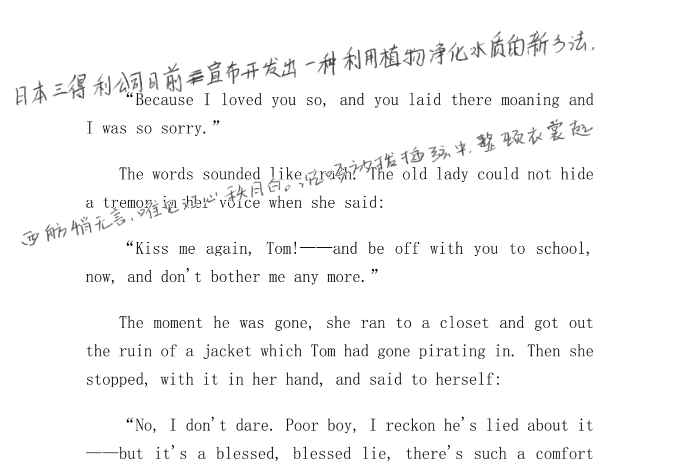 日本三得利公司日前宣布开发出一种利用植物净化水质的新方法.
“Because I loved you so, and you laid there moaning and
I was so sorry.”
The words sounded like truth. The old lady could not hide
a tremor in her voice when she said:
西舫悄无言,唯见江心秋月白。沉吟放拨插弦中,整顿衣裳起
“Kiss me again, Tom!——and be off with you to school,
now, and don't bother me any more.”
The moment he was gone, she ran to a closet and got out
the ruin of a jacket which Tom had gone pirating in. Then she
stopped, with it in her hand, and said to herself:
“No, I don't dare. Poor boy, I reckon he's lied about it
——but it's a blessed, blessed lie, there's such a comfort